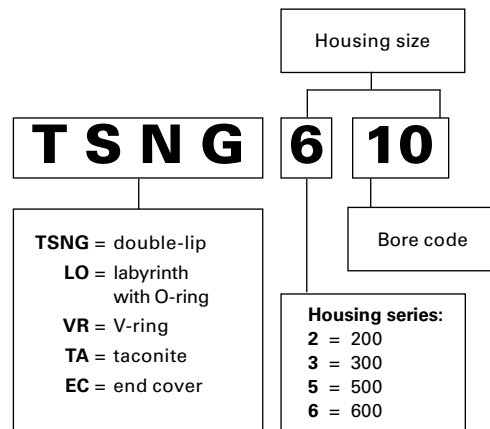 Housing size
TSNG 6 10
TSNG = double-lip
LO = labyrinth
with O-ring
VR = V-ring
TA = taconite
EC = end cover
Bore code
Housing series:
2 = 200
3 = 300
5 = 500
6 = 600